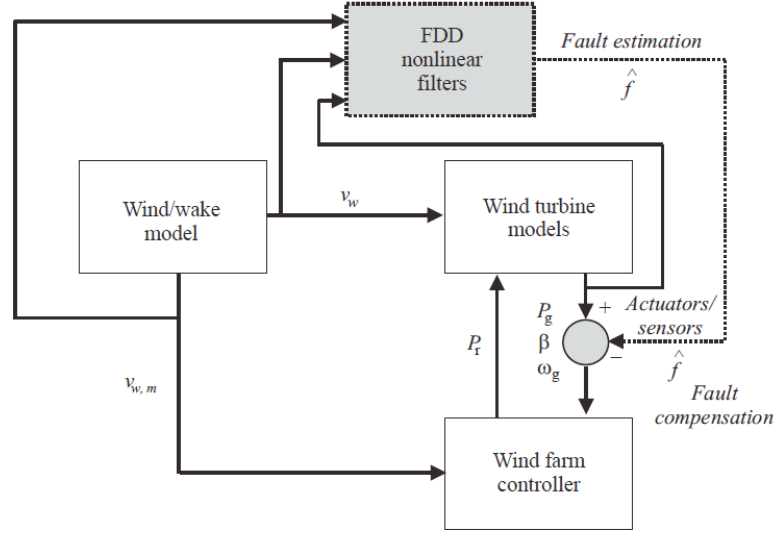 FDD
nonlinear
filters
Fault estimation
f̂
Wind/wake
model
v_w
Wind turbine
models
P_g
+
Actuators/
sensors
β
−
ω_g
f̂
Fault
compensation
P_r
v_w, m
Wind farm
controller